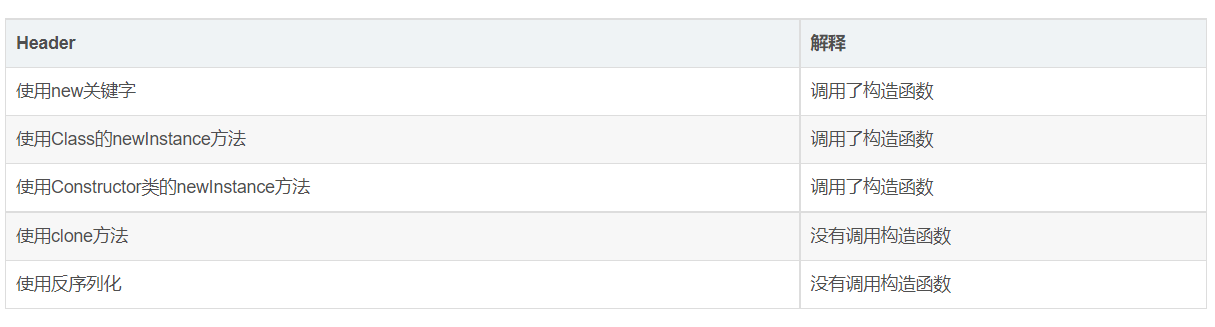 Header 解释
使用new关键字 调用了构造函数
使用Class的newInstance方法 调用了构造函数
使用Constructor类的newInstance方法 调用了构造函数
使用clone方法 没有调用构造函数
使用反序列化 没有调用构造函数